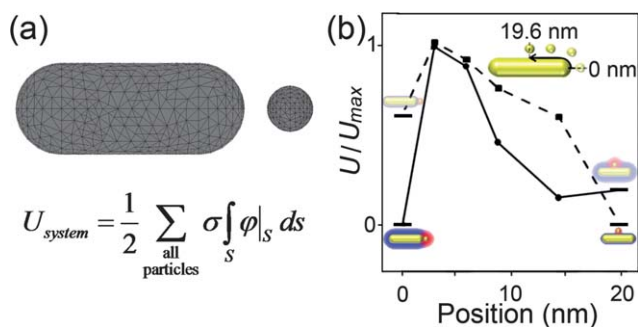 (a)
U_system = 1/2 ∑ all particles σ∫_S φ|_S ds
(b)
U/U_max
1
0
19.6 nm
0 nm
0 10 20
Position (nm)